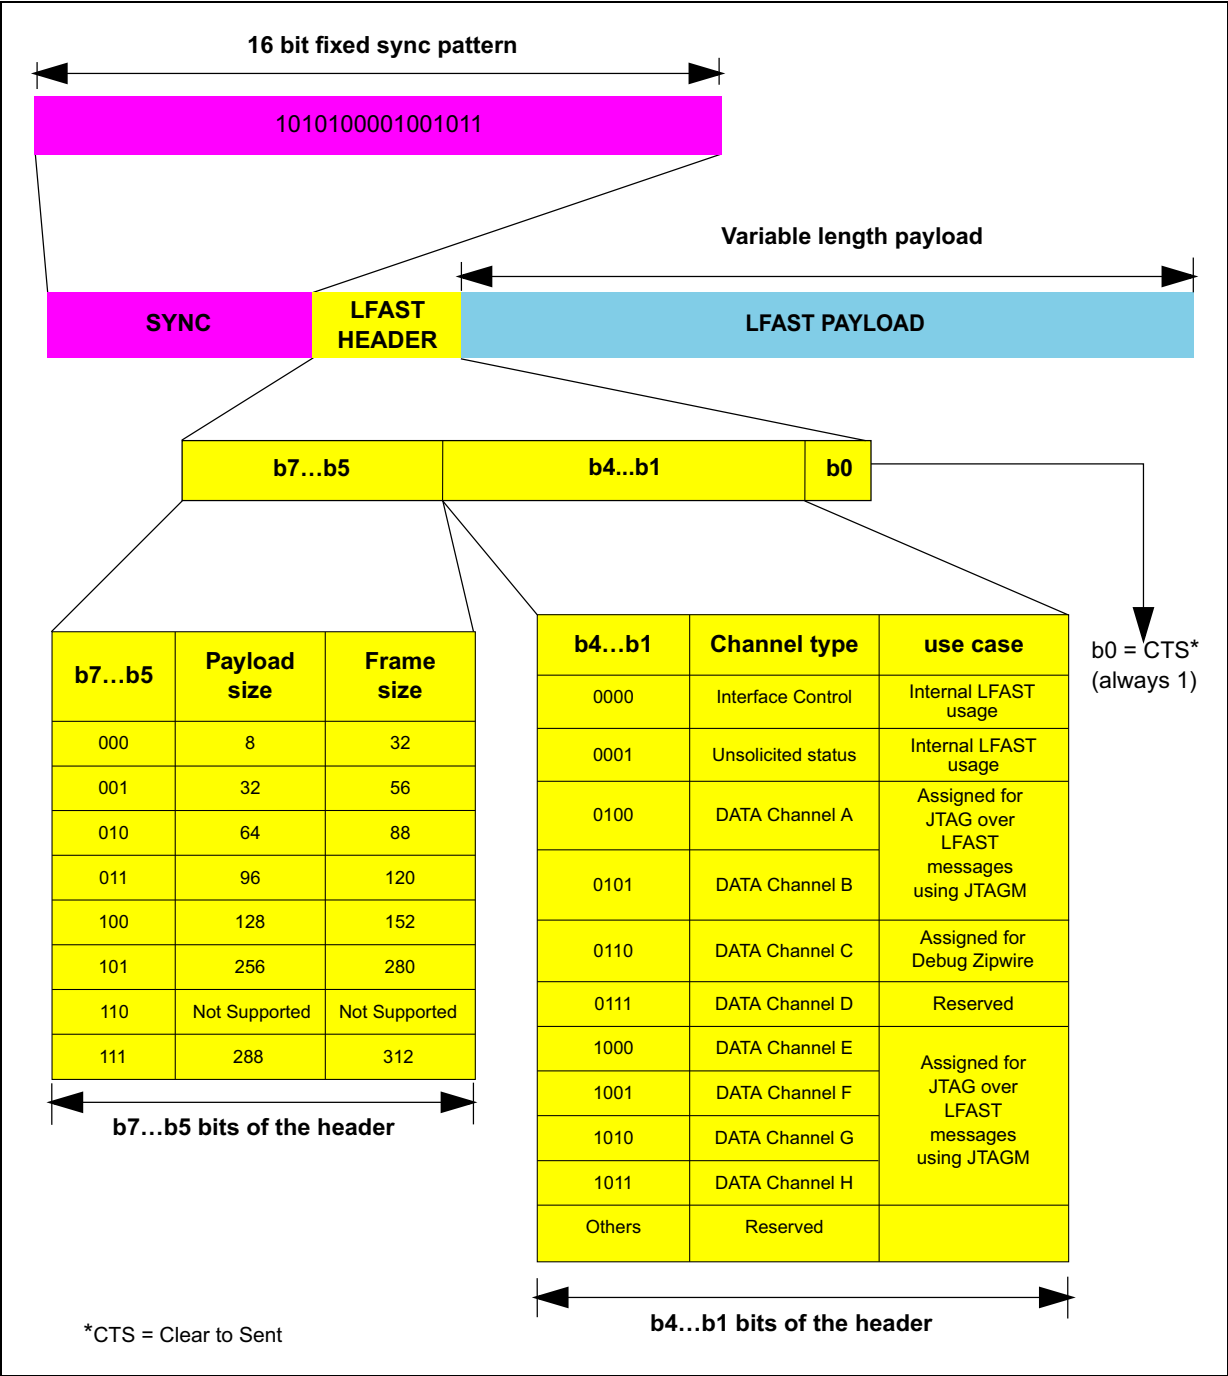 16 bit fixed sync pattern
1010100001001011
Variable length payload
SYNC
LFAST
HEADER
LFAST PAYLOAD
b7…b5
b4...b1
b0
b7…b5
Payload
size
Frame
size
000
8
32
001
32
56
010
64
88
011
96
120
100
128
152
101
256
280
110
Not Supported
Not Supported
111
288
312
b7…b5 bits of the header
b4…b1
Channel type
use case
0000
Interface Control
Internal LFAST
usage
0001
Unsolicited status
Internal LFAST
usage
0100
DATA Channel A
Assigned for
JTAG over
LFAST
messages
using JTAGM
0101
DATA Channel B
0110
DATA Channel C
Assigned for
Debug Zipwire
0111
DATA Channel D
Reserved
1000
DATA Channel E
Assigned for
JTAG over
LFAST
messages
using JTAGM
1001
DATA Channel F
1010
DATA Channel G
1011
DATA Channel H
Others
Reserved
b4…b1 bits of the header
b0 = CTS*
(always 1)
*CTS = Clear to Sent